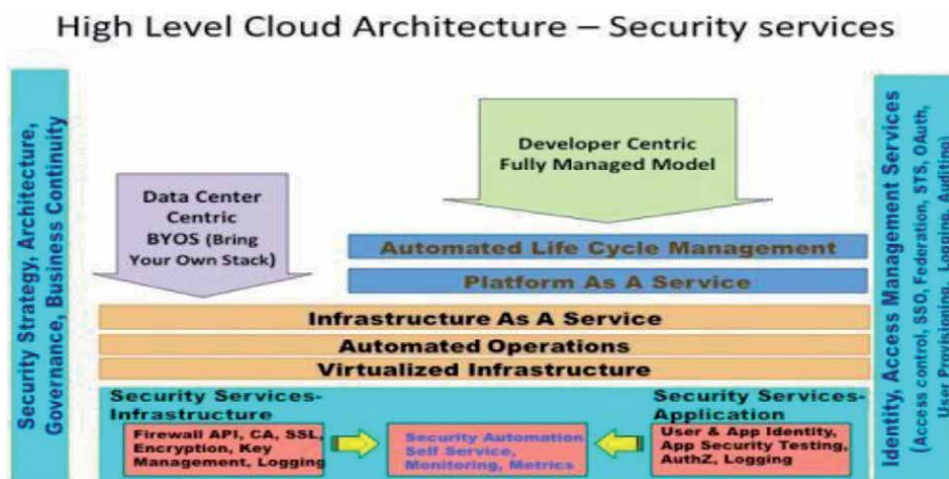 High Level Cloud Architecture – Security services
Security Strategy, Architecture,
Governance, Business Continuity
Data Center
Centric
BYOS (Bring
Your Own Stack)
Developer Centric
Fully Managed Model
Automated Life Cycle Management
Platform As A Service
Infrastructure As A Service
Automated Operations
Virtualized Infrastructure
Security Services-
Infrastructure
Firewall API, CA, SSL,
Encryption, Key
Management, Logging
Security Automation
Self Service,
Monitoring, Metrics
Security Services-
Application
User & App Identity,
App Security Testing,
AuthZ, Logging
Identity, Access Management Services
(Access control, SSO, Federation, STS, OAuth,
User Provisioning, Logging, Auditing)